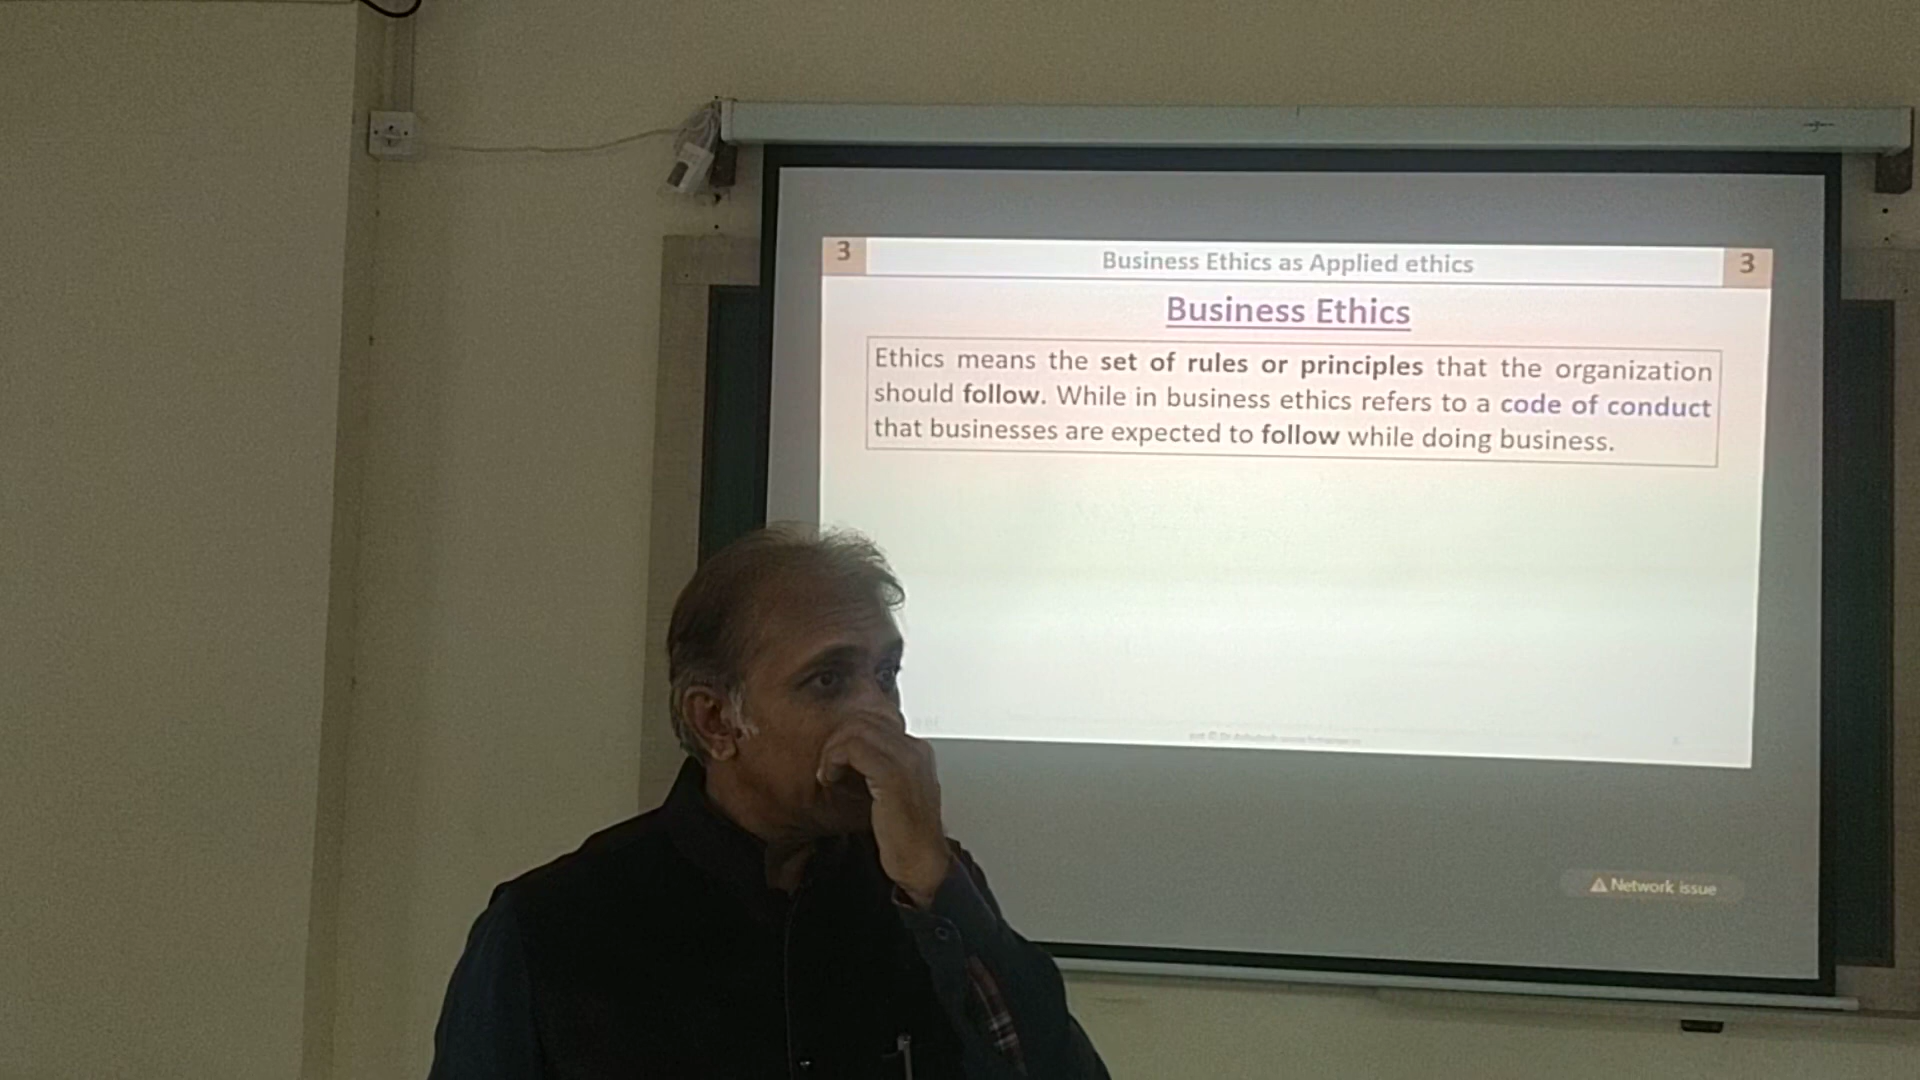 3 Business Ethics as Applied ethics 3
Business Ethics
Ethics means the set of rules or principles that the organization
should follow. While in business ethics refers to a code of conduct
that businesses are expected to follow while doing business.
Network issue